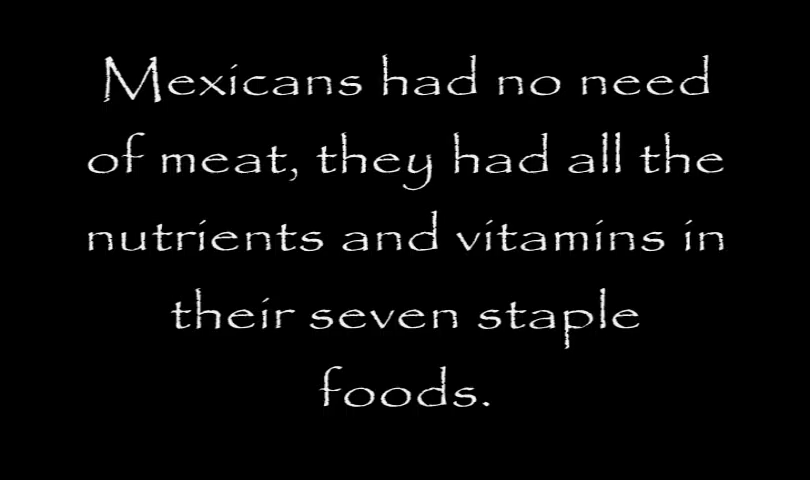 Mexicans had no need
of meat, they had all the
nutrients and vitamins in
their seven staple
foods.